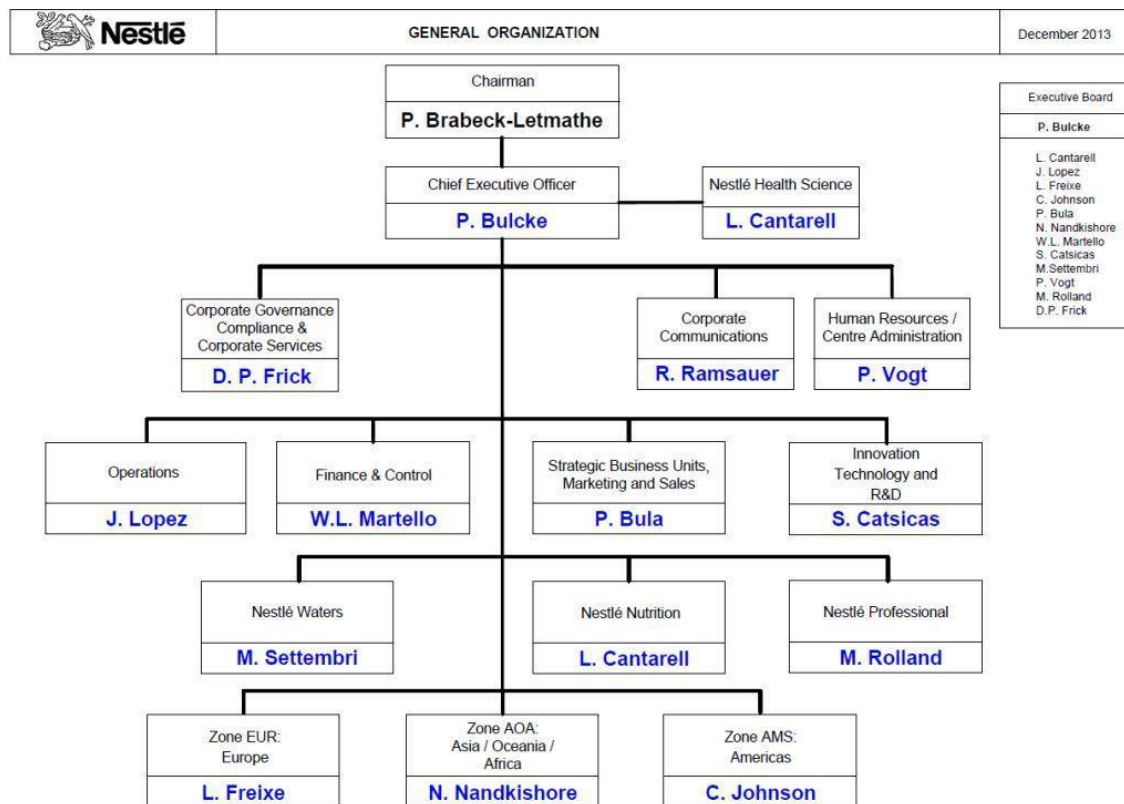 Nestlé
GENERAL ORGANIZATION
December 2013
Chairman
P. Brabeck-Letmathe
Chief Executive Officer
P. Bulcke
Nestlé Health Science
L. Cantarell
Corporate Governance
Compliance &
Corporate Services
D. P. Frick
Corporate
Communications
R. Ramsauer
Human Resources /
Centre Administration
P. Vogt
Operations
J. Lopez
Finance & Control
W.L. Martello
Strategic Business Units,
Marketing and Sales
P. Bula
Innovation
Technology and
R&D
S. Catsicas
Nestlé Waters
M. Settembri
Nestlé Nutrition
L. Cantarell
Nestlé Professional
M. Rolland
Zone EUR:
Europe
L. Freixe
Zone AOA:
Asia / Oceania /
Africa
N. Nandkishore
Zone AMS:
Americas
C. Johnson
Executive Board
P. Bulcke
L. Cantarell
J. Lopez
L. Freixe
C. Johnson
P. Bula
N. Nandkishore
W.L. Martello
S. Catsicas
M.Settembri
P. Vogt
M. Rolland
D.P. Frick